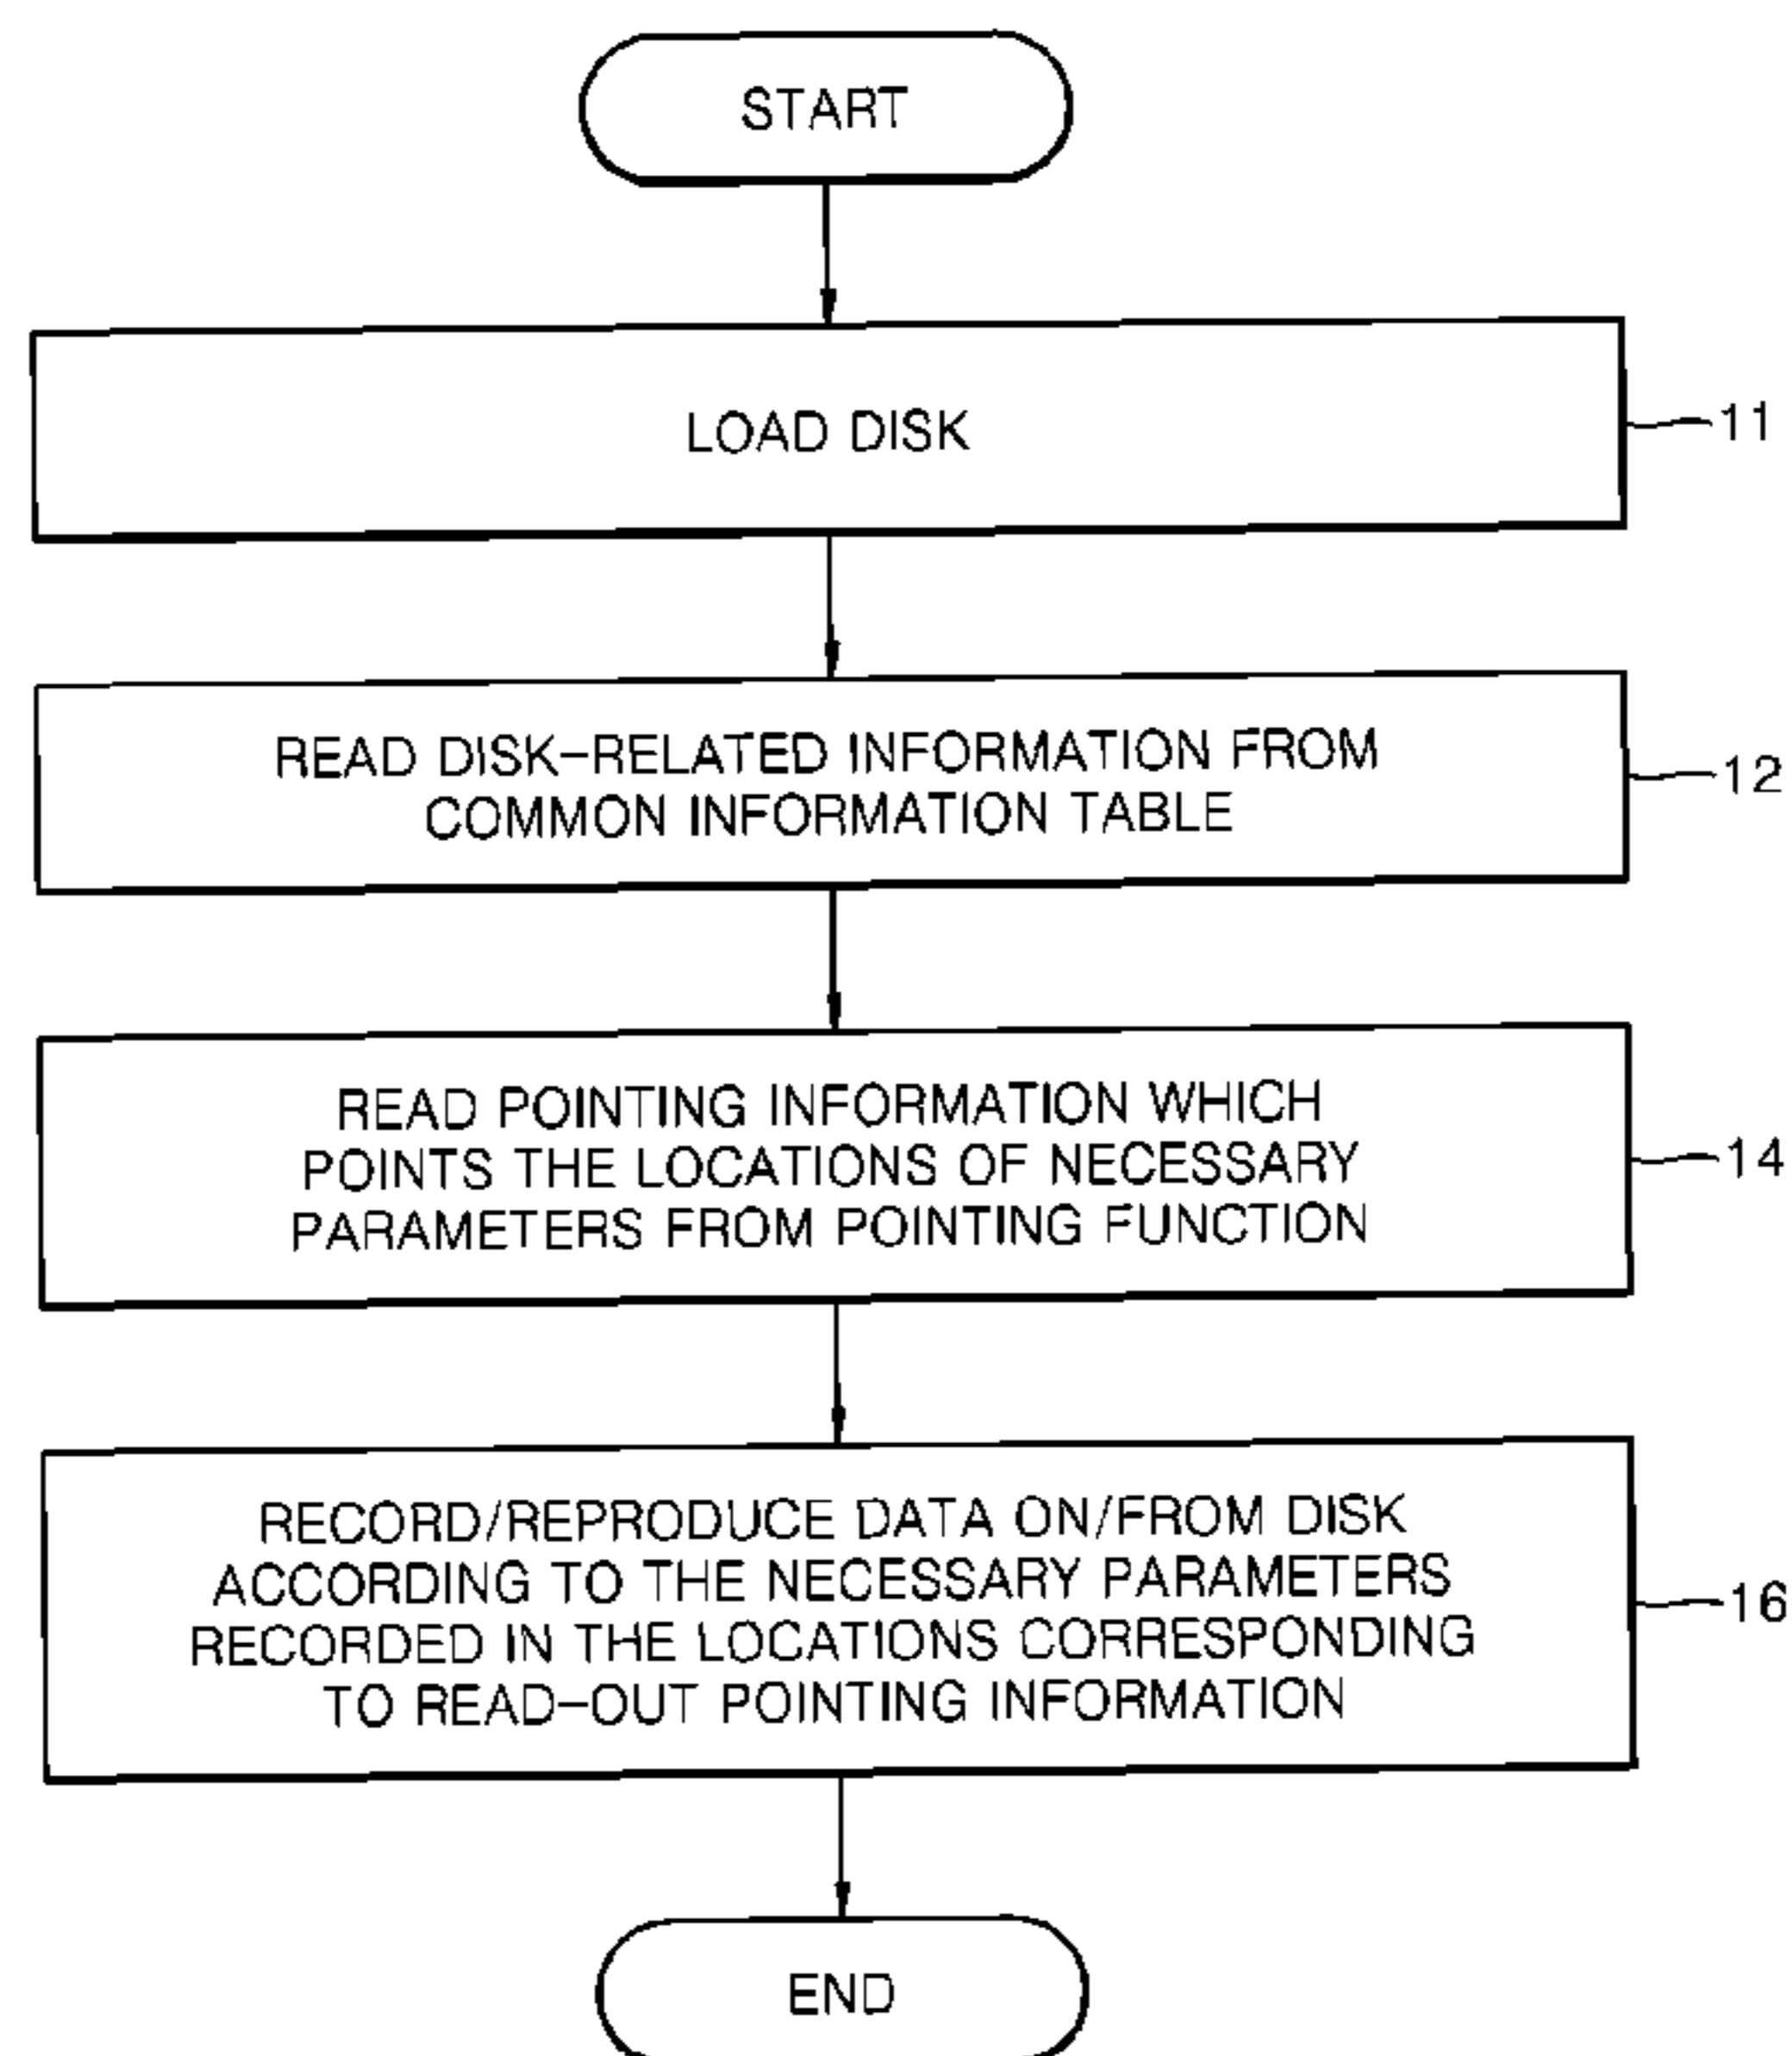 START
LOAD DISK
11
READ DISK-RELATED INFORMATION FROM
COMMON INFORMATION TABLE
12
READ POINTING INFORMATION WHICH
POINTS THE LOCATIONS OF NECESSARY
PARAMETERS FROM POINTING FUNCTION
14
RECORD/REPRODUCE DATA ON/FROM DISK
ACCORDING TO THE NECESSARY PARAMETERS
RECORDED IN THE LOCATIONS CORRESPONDING
TO READ-OUT POINTING INFORMATION
16
END